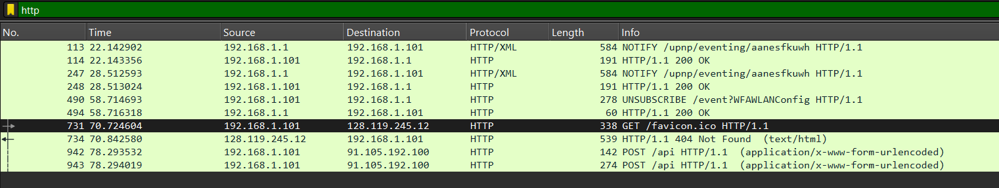 http
No. Time Source Destination Protocol Length Info
113 22.142902 192.168.1.1 192.168.1.101 HTTP/XML 584 NOTIFY /upnp/eventing/aanesfkuwh HTTP/1.1
114 22.143356 192.168.1.101 192.168.1.1 HTTP 191 HTTP/1.1 200 OK
247 28.512593 192.168.1.1 192.168.1.101 HTTP/XML 584 NOTIFY /upnp/eventing/aanesfkuwh HTTP/1.1
248 28.513024 192.168.1.101 192.168.1.1 HTTP 191 HTTP/1.1 200 OK
490 58.714693 192.168.1.101 192.168.1.1 HTTP 278 UNSUBSCRIBE /event?WFAWLANConfig HTTP/1.1
494 58.716318 192.168.1.1 192.168.1.101 HTTP 60 HTTP/1.1 200 OK
731 70.724604 192.168.1.101 128.119.245.12 HTTP 338 GET /favicon.ico HTTP/1.1
734 70.842580 128.119.245.12 192.168.1.101 HTTP 539 HTTP/1.1 404 Not Found (text/html)
942 78.293532 192.168.1.101 91.105.192.100 HTTP 142 POST /api HTTP/1.1 (application/x-www-form-urlencoded)
943 78.294019 192.168.1.101 91.105.192.100 HTTP 274 POST /api HTTP/1.1 (application/x-www-form-urlencoded)